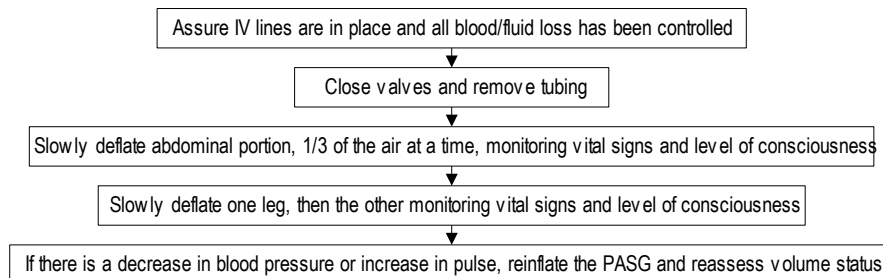 Assure IV lines are in place and all blood/fluid loss has been controlled
Close valves and remove tubing
Slowly deflate abdominal portion, 1/3 of the air at a time, monitoring vital signs and level of consciousness
Slowly deflate one leg, then the other monitoring vital signs and level of consciousness
If there is a decrease in blood pressure or increase in pulse, reinflate the PASG and reassess volume status